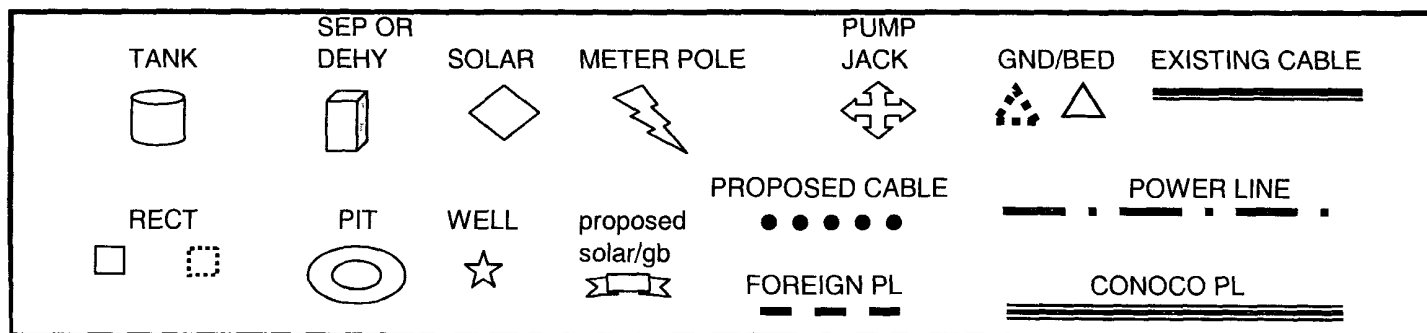 TANK
SEP OR
DEHY
SOLAR
METER POLE
PUMP
JACK
GND/BED
EXISTING CABLE
RECT
PIT
WELL
proposed
solar/gb
PROPOSED CABLE
FOREIGN PL
POWER LINE
CONOCO PL